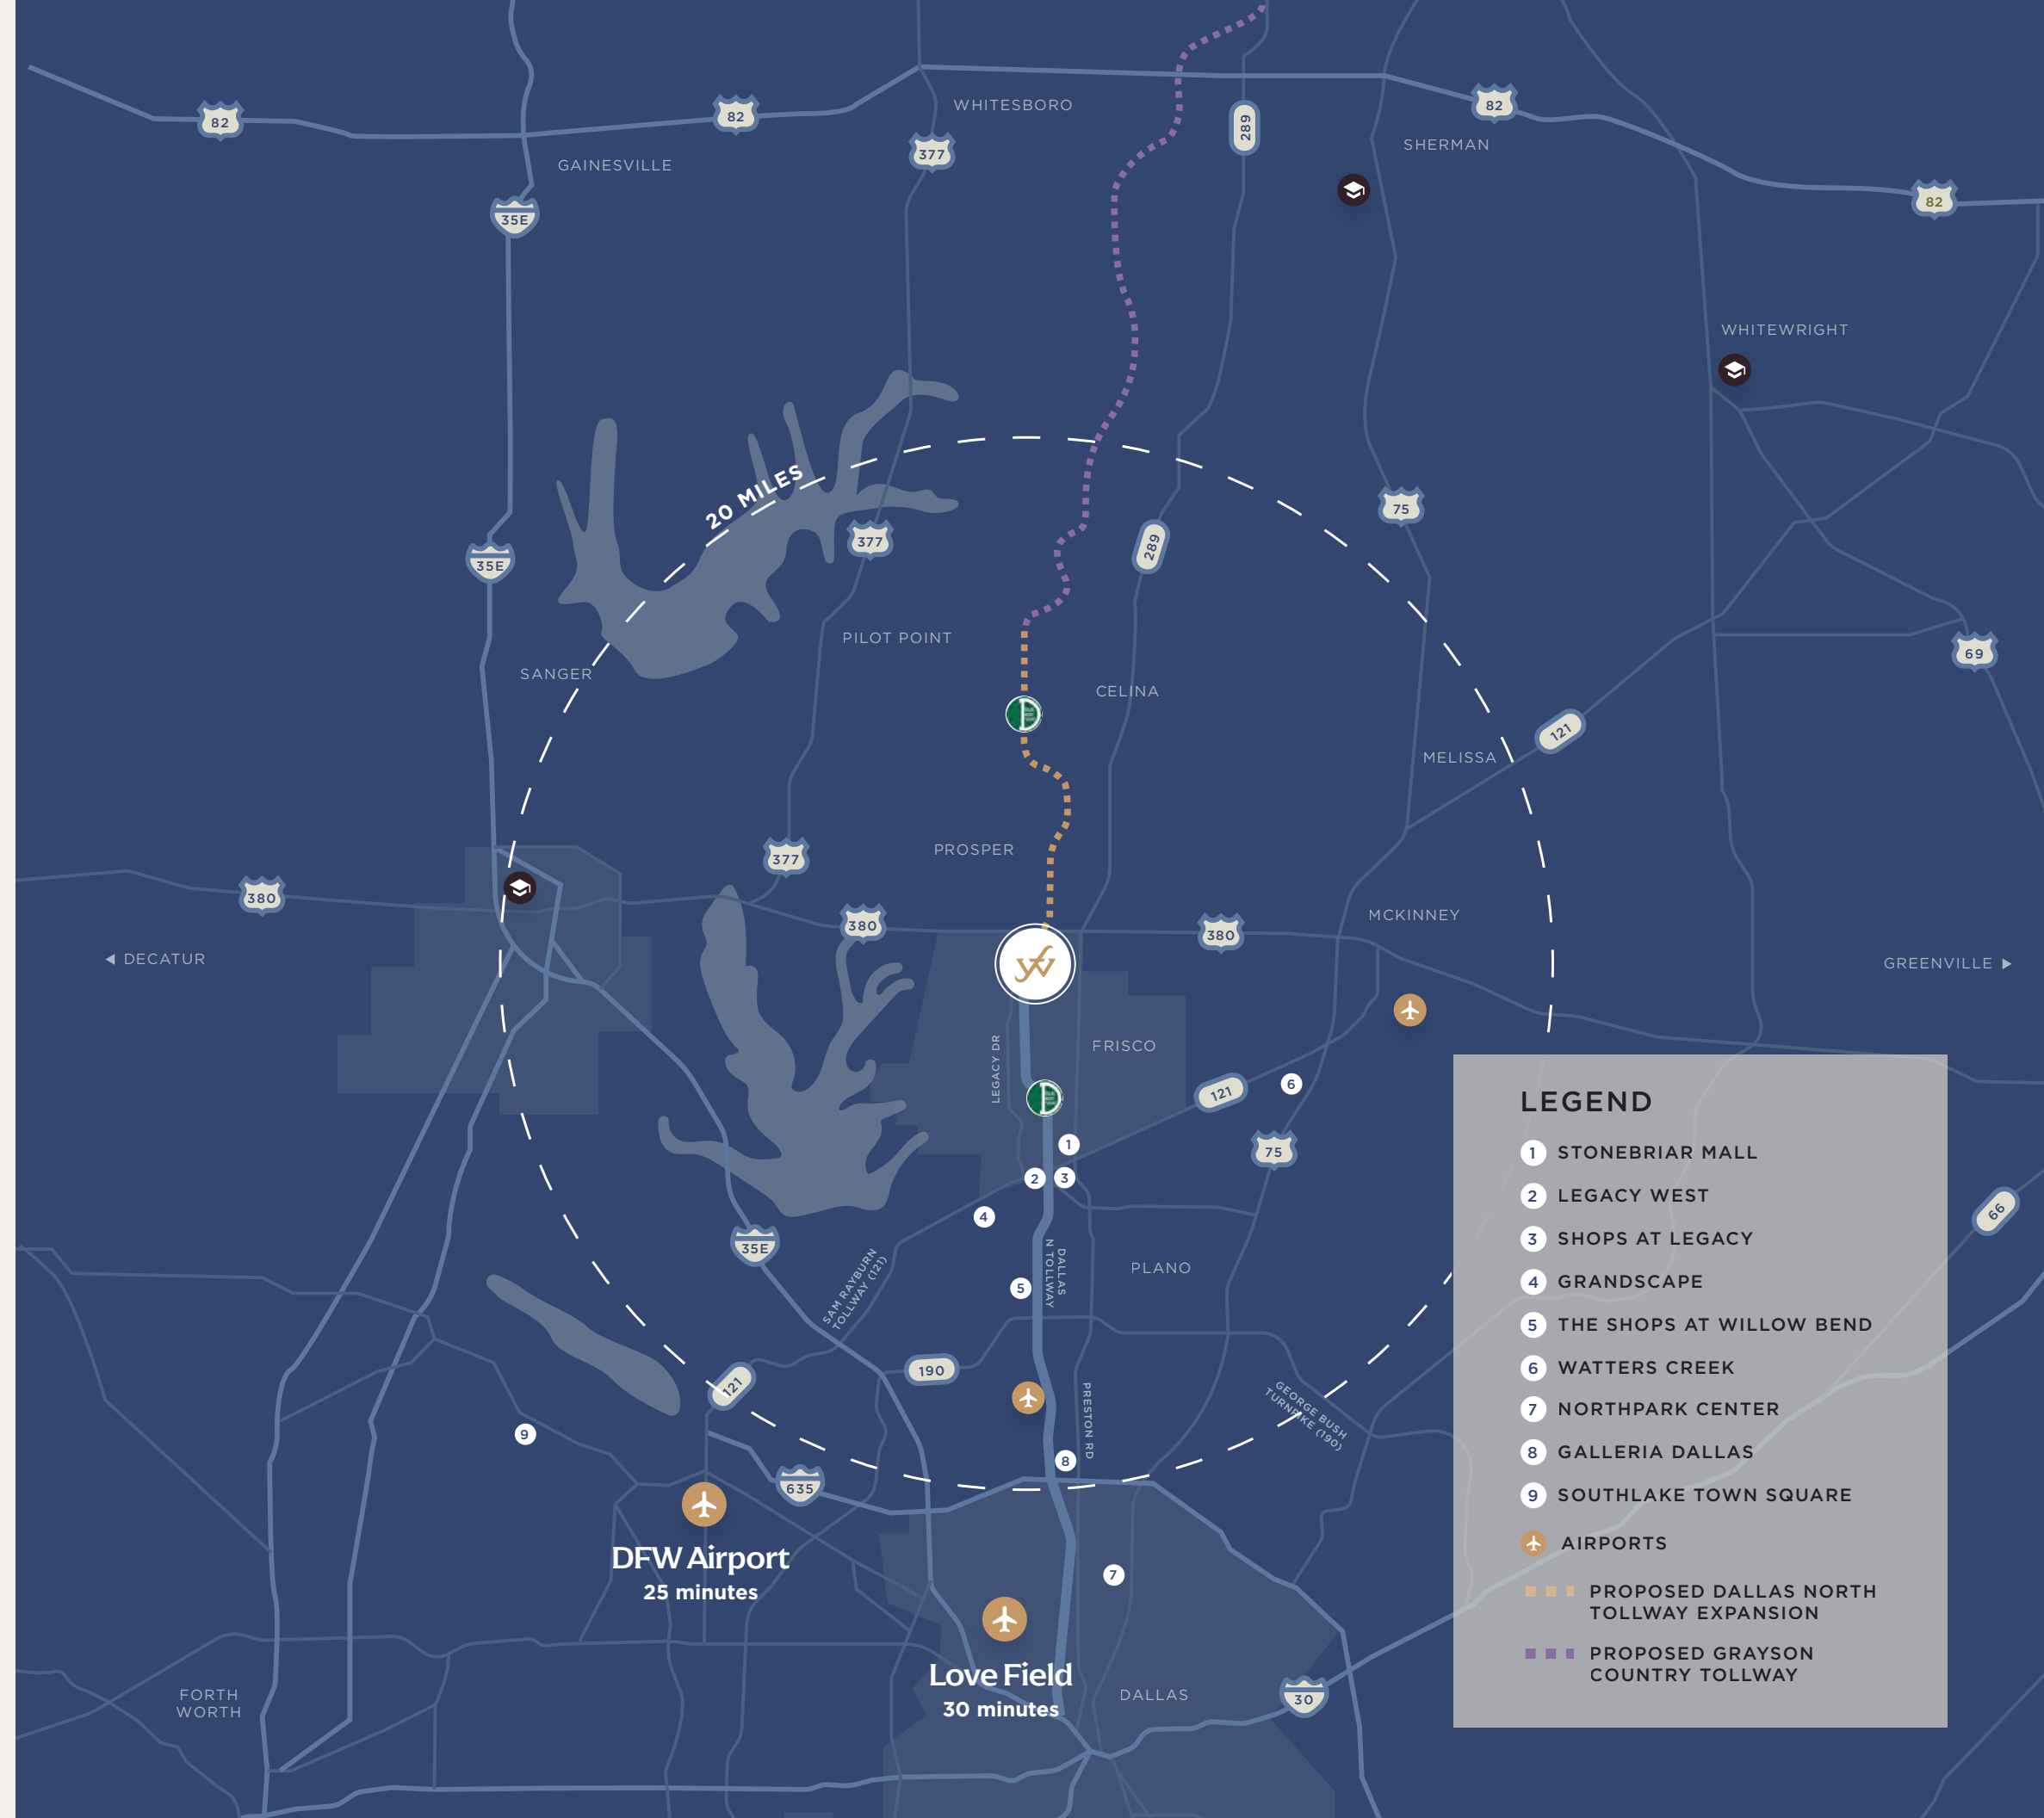 WHITESBORO
82
82
82
289
377
SHERMAN
GAINESVILLE
82
35E
WHITEWRIGHT
20 MILES
75
377
289
35E
PILOT POINT
69
SANGER
CELINA
D
121
MELISSA
PROSPER
377
380
MCKINNEY
380
380
DECATUR
GREENVILLE
yfw
LEGACY DR
FRISCO
6
121
D
1
75
2
3
4
66
35E
SAM RAYBURN
TOLLWAY (121)
DALLAS
N TOLLWAY
PLANO
5
190
121
PRESTON RD
GEORGE BUSH
TURNPIKE (190)
9
8
635
DFW Airport
25 minutes
7
Love Field
30 minutes
DALLAS
30
FORTH
WORTH
LEGEND
1 STONEBRIAR MALL
2 LEGACY WEST
3 SHOPS AT LEGACY
4 GRANDSCAPE
5 THE SHOPS AT WILLOW BEND
6 WATTERS CREEK
7 NORTHPARK CENTER
8 GALLERIA DALLAS
9 SOUTHLAKE TOWN SQUARE
AIRPORTS
PROPOSED DALLAS NORTH
TOLLWAY EXPANSION
PROPOSED GRAYSON
COUNTRY TOLLWAY